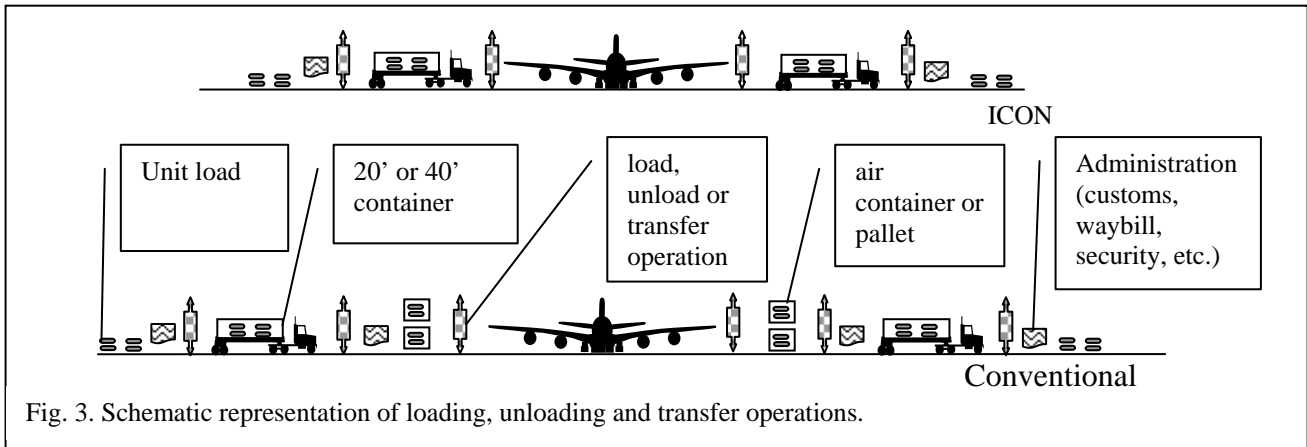 ICON
Unit load
20’ or 40’
container
load,
unload or
transfer
operation
air
container or
pallet
Administration
(customs,
waybill,
security, etc.)
Conventional
Fig. 3. Schematic representation of loading, unloading and transfer operations.